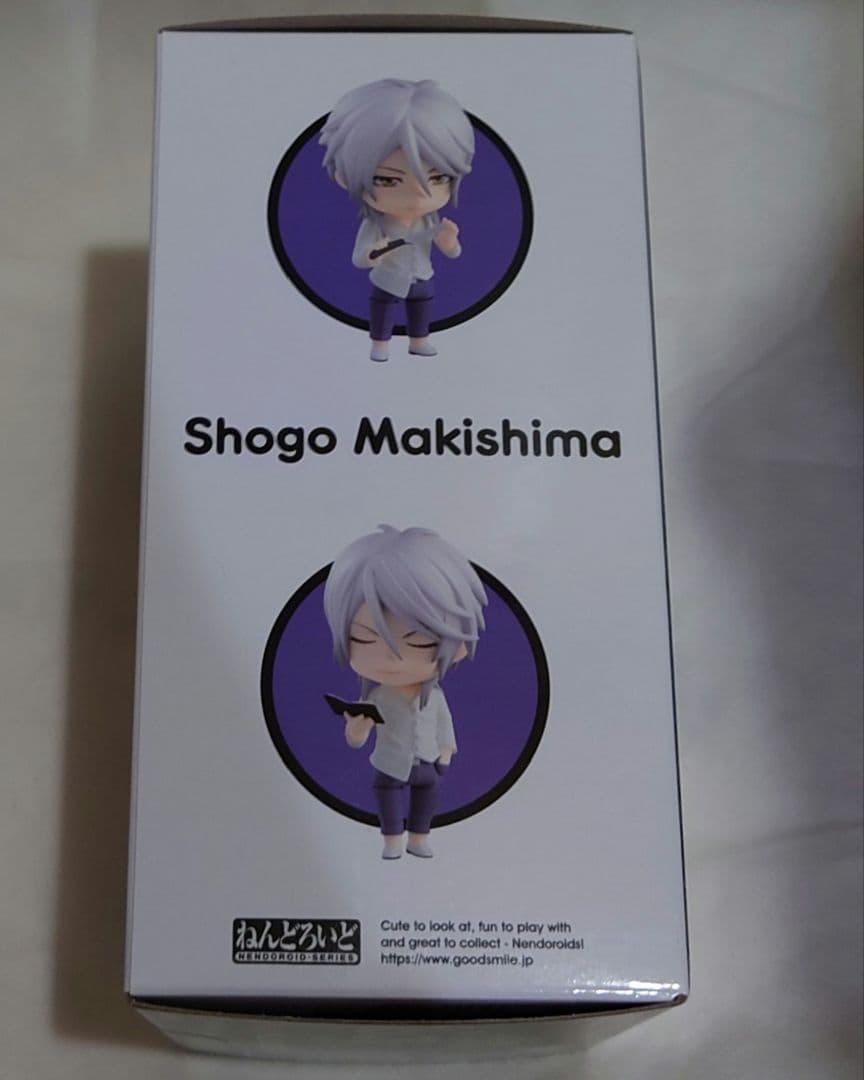 Shogo Makishima
ねんどろいど
NENDOROID·SERIES
Cute to look at, fun to play with
and great to collect - Nendoroids!
https://www.goodsmile.jp